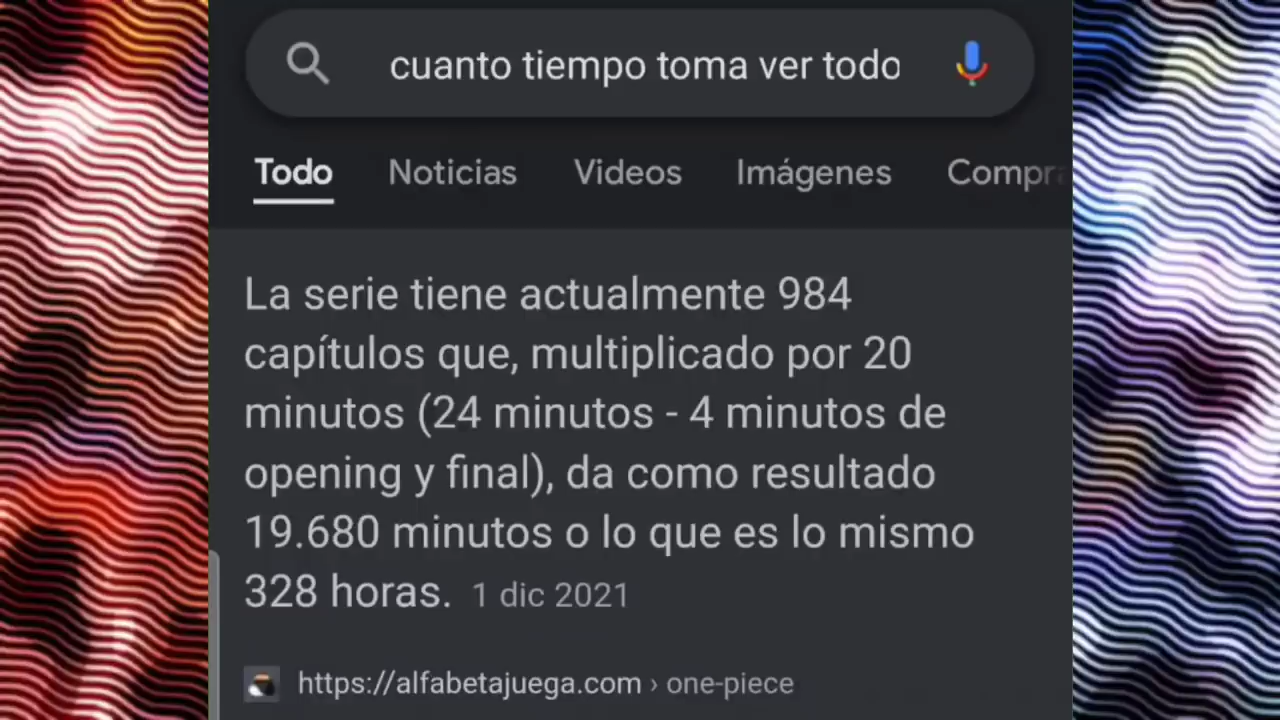 cuanto tiempo toma ver todo
Todo Noticias Videos Imágenes Compra
La serie tiene actualmente 984
capítulos que, multiplicado por 20
minutos (24 minutos - 4 minutos de
opening y final), da como resultado
19.680 minutos o lo que es lo mismo
328 horas. 1 dic 2021
https://alfabetajuega.com › one-piece